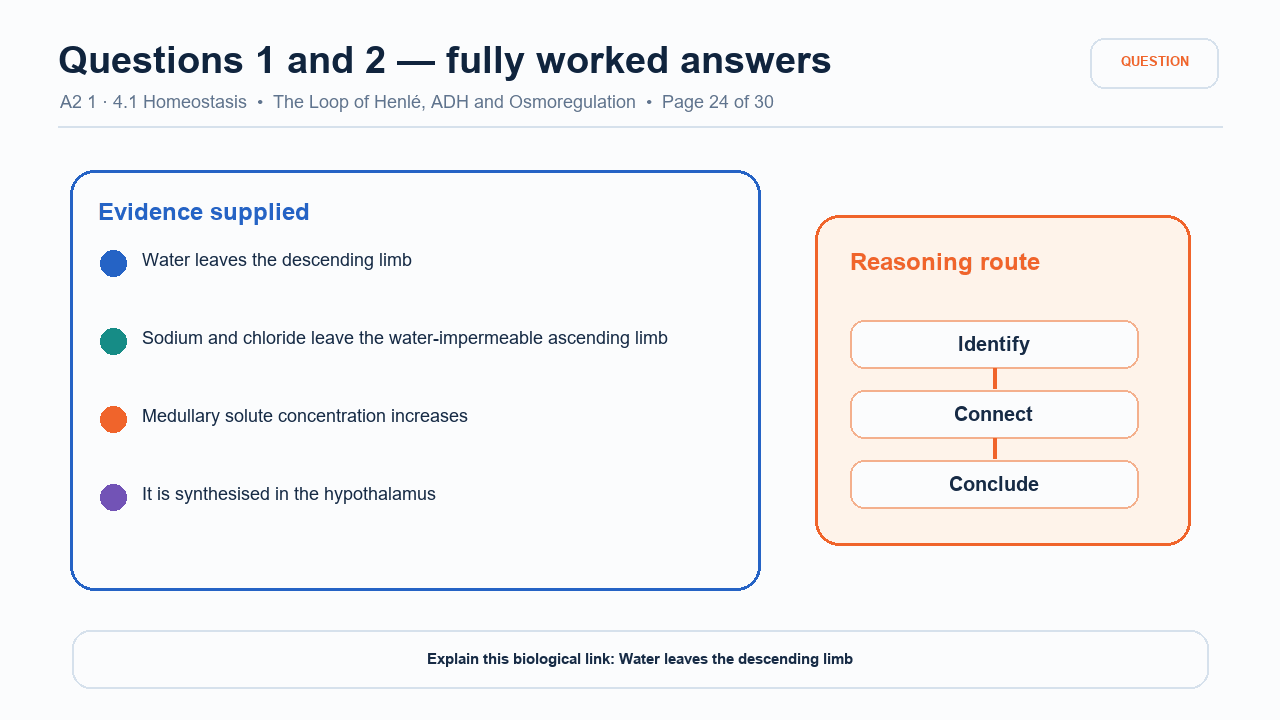 Questions 1 and 2 — fully worked answers
QUESTION
A2 1 · 4.1 Homeostasis • The Loop of Henlé, ADH and Osmoregulation • Page 24 of 30
Evidence supplied
Water leaves the descending limb
Sodium and chloride leave the water-impermeable ascending limb
Medullary solute concentration increases
It is synthesised in the hypothalamus
Reasoning route
Identify
Connect
Conclude
Explain this biological link: Water leaves the descending limb